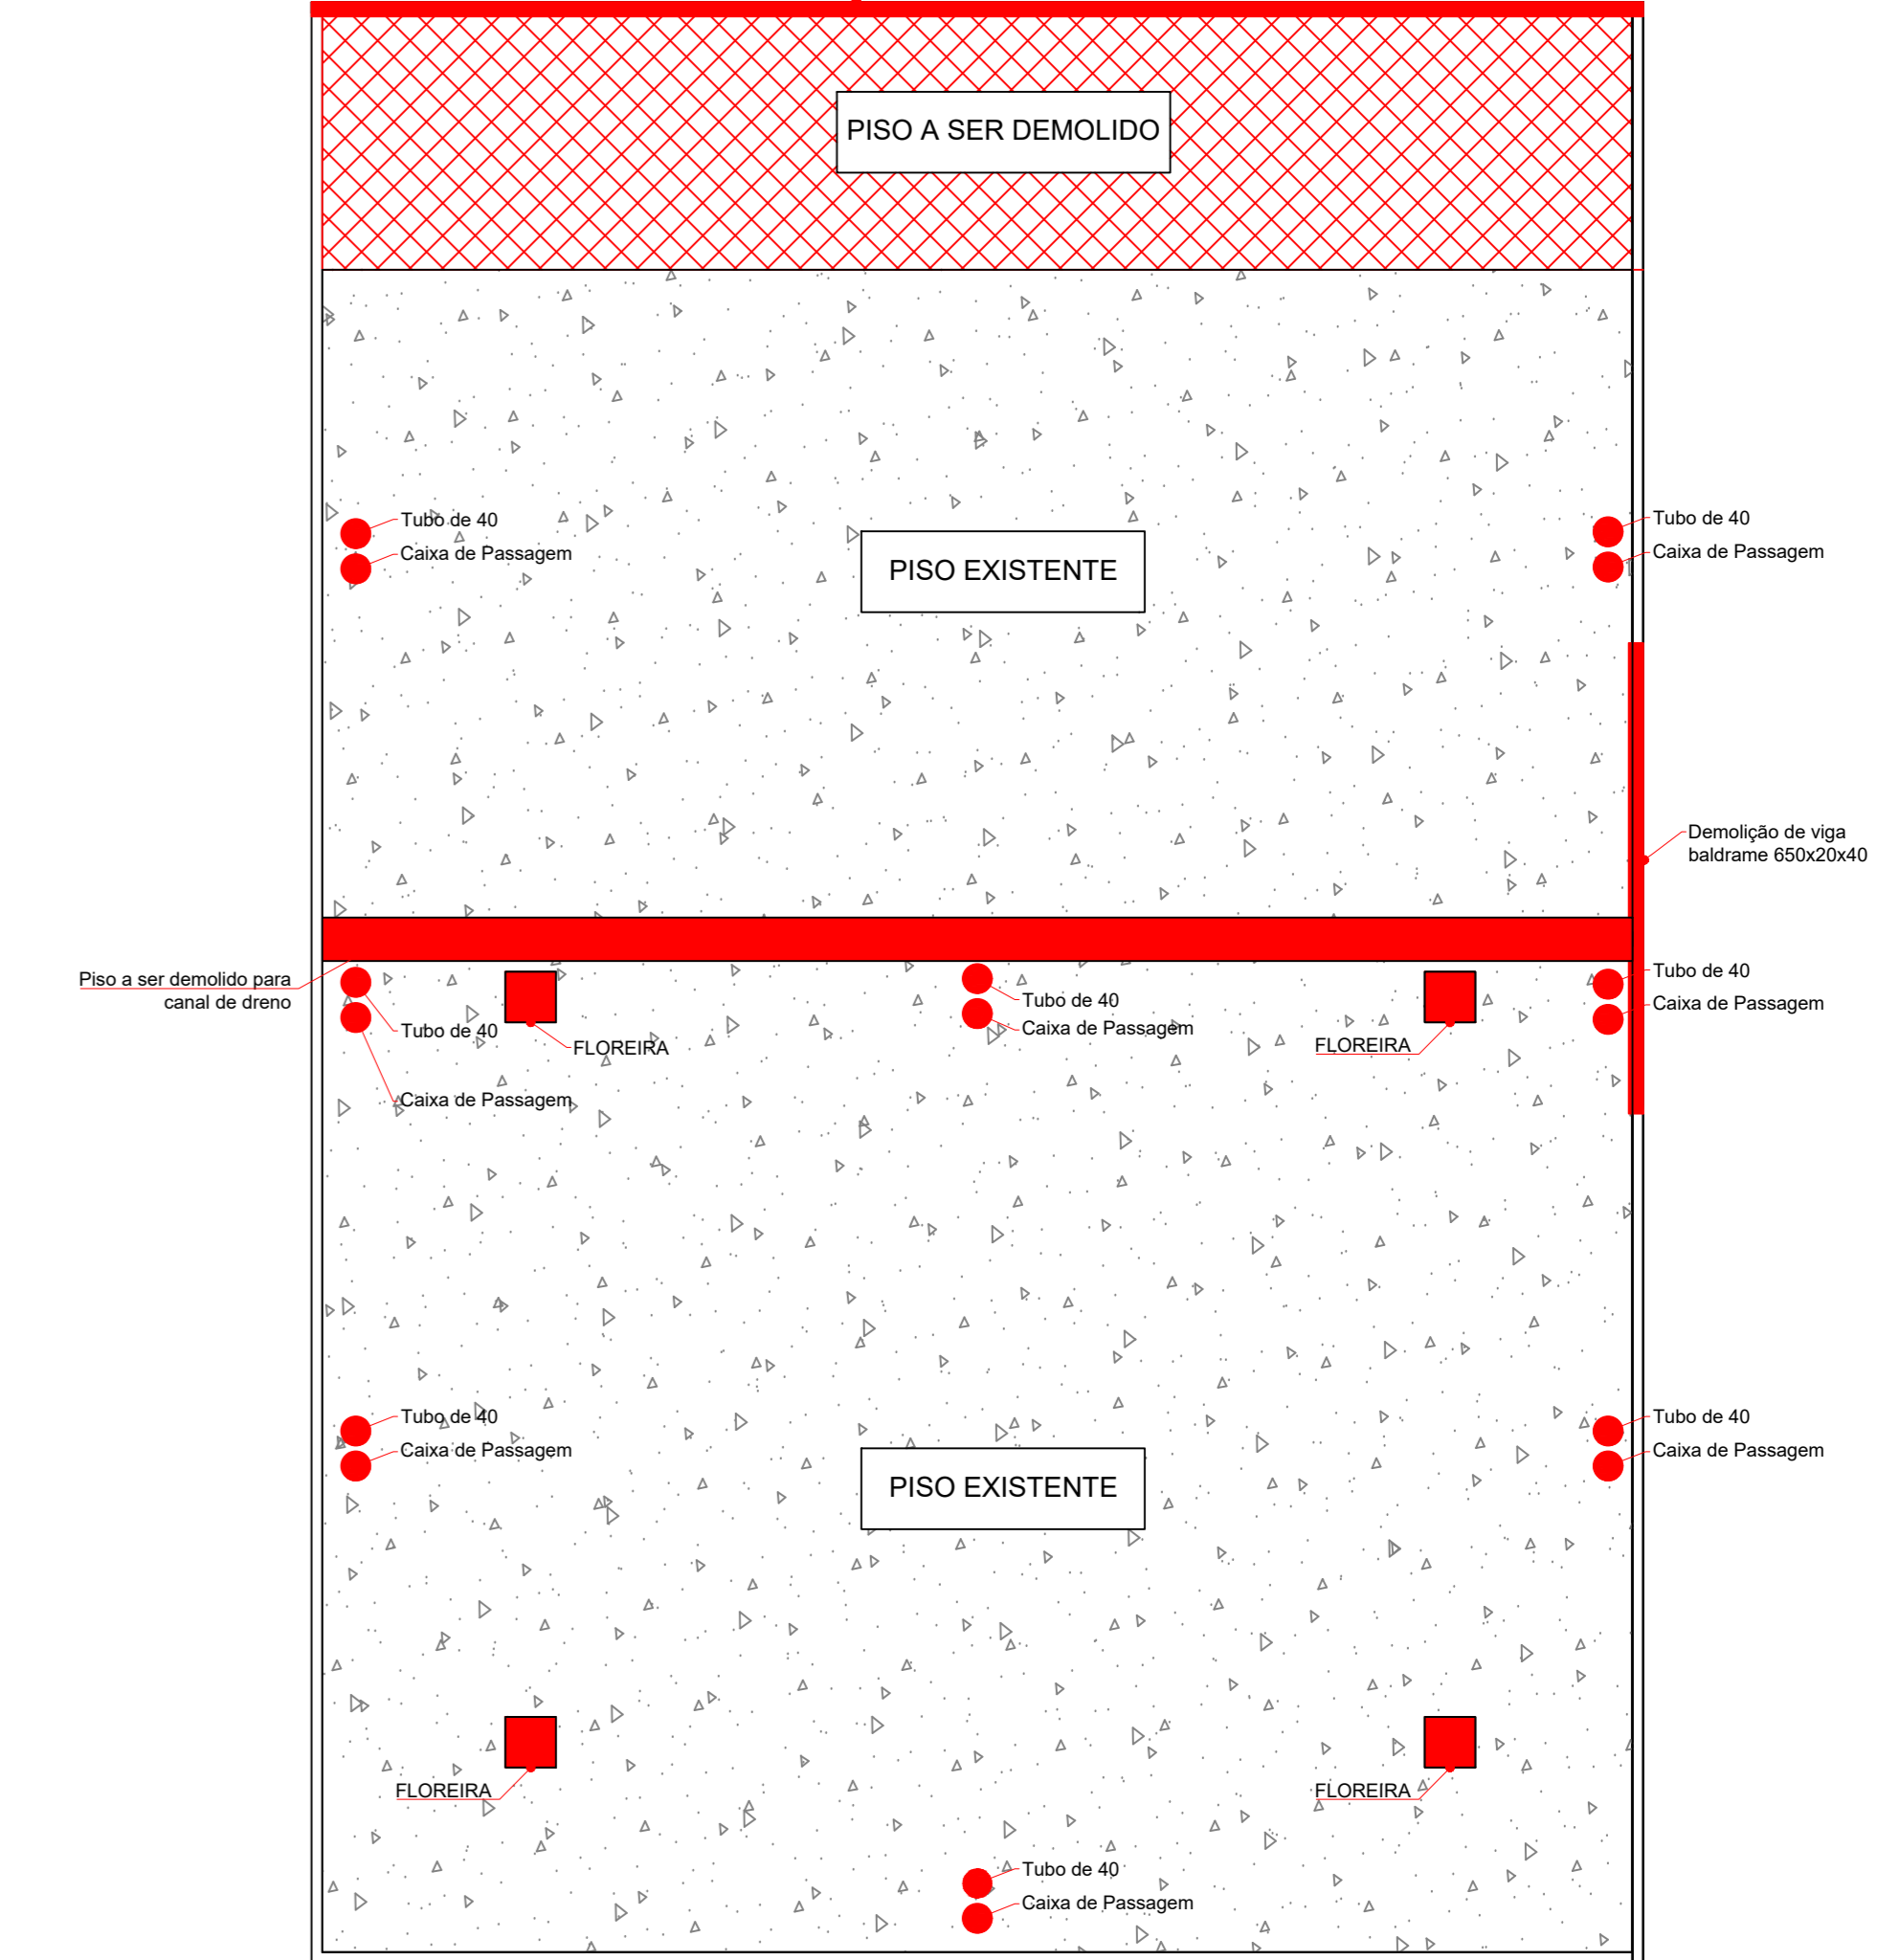 PISO A SER DEMOLIDO
Tubo de 40
Caixa de Passagem
PISO EXISTENTE
Tubo de 40
Caixa de Passagem
Demolição de viga
baldrame 650x20x40
Piso a ser demolido para
canal de dreno
Tubo de 40
Caixa de Passagem
FLOREIRA
Tubo de 40
Caixa de Passagem
FLOREIRA
Tubo de 40
Caixa de Passagem
Tubo de 40
Caixa de Passagem
PISO EXISTENTE
Tubo de 40
Caixa de Passagem
FLOREIRA
FLOREIRA
Tubo de 40
Caixa de Passagem